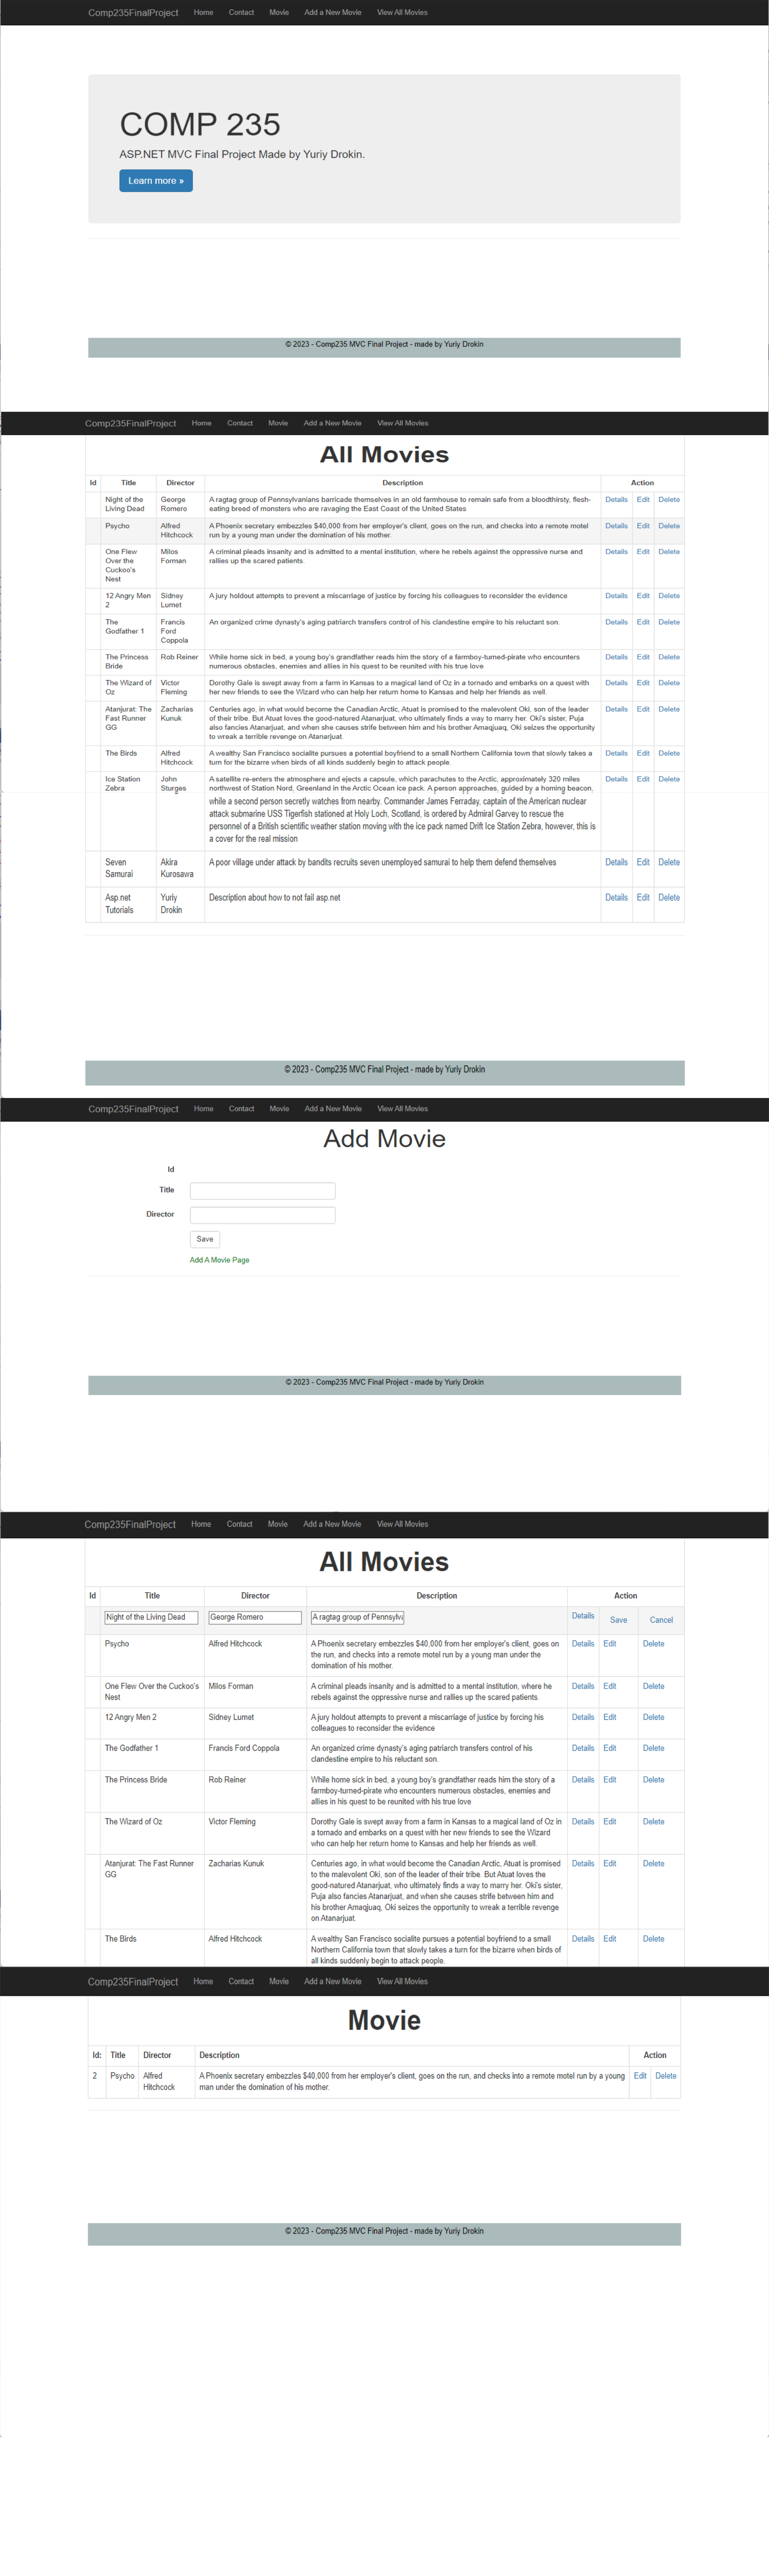 Comp235FinalProject Home Contact Movie Add a New Movie View All Movies
COMP 235
ASP.NET MVC Final Project Made by Yuriy Drokin.
Learn more »
© 2023 - Comp235 MVC Final Project - made by Yuriy Drokin
Comp235FinalProject Home Contact Movie Add a New Movie View All Movies
All Movies
Id Title Director Description Action
Night of the George A ragtag group of Pennsylvanians barricade themselves in an old farmhouse to remain safe from a bloodthirsty, flesh- Details Edit Delete
Living Dead Romero eating breed of monsters who are ravaging the East Coast of the United States
Psycho Alfred A Phoenix secretary embezzles $40,000 from her employer's client, goes on the run, and checks into a remote motel Details Edit Delete
Hitchcock run by a young man under the domination of his mother.
One Flew Milos A criminal pleads insanity and is admitted to a mental institution, where he rebels against the oppressive nurse and Details Edit Delete
Over the Forman rallies up the scared patients.
Cuckoo's
Nest
12 Angry Men Sidney A jury holdout attempts to prevent a miscarriage of justice by forcing his colleagues to reconsider the evidence Details Edit Delete
2 Lumet
The Francis An organized crime dynasty's aging patriarch transfers control of his clandestine empire to his reluctant son. Details Edit Delete
Godfather 1 Ford
Coppola
The Princess Rob Reiner While home sick in bed, a young boy's grandfather reads him the story of a farmboy-turned-pirate who encounters Details Edit Delete
Bride numerous obstacles, enemies and allies in his quest to be reunited with his true love
The Wizard of Victor Dorothy Gale is swept away from a farm in Kansas to a magical land of Oz in a tornado and embarks on a quest with Details Edit Delete
Oz Fleming her new friends to see the Wizard who can help her return home to Kansas and help her friends as well.
Atanjurat: The Zacharias Centuries ago, in what would become the Canadian Arctic, Atuat is promised to the malevolent Oki, son of the leader Details Edit Delete
Fast Runner Kunuk of their tribe. But Atuat loves the good-natured Atanarjuat, who ultimately finds a way to marry her. Oki's sister, Puja
GG also fancies Atanarjuat, and when she causes strife between him and his brother Amaqjuaq, Oki seizes the opportunity
to wreak a terrible revenge on Atanarjuat.
The Birds Alfred A wealthy San Francisco socialite pursues a potential boyfriend to a small Northern California town that slowly takes a Details Edit Delete
Hitchcock turn for the bizarre when birds of all kinds suddenly begin to attack people.
Ice Station John A satellite re-enters the atmosphere and ejects a capsule, which parachutes to the Arctic, approximately 320 miles Details Edit Delete
Zebra Sturges northwest of Station Nord, Greenland in the Arctic Ocean ice pack. A person approaches, guided by a homing beacon,
while a second person secretly watches from nearby. Commander James Ferraday, captain of the American nuclear
attack submarine USS Tigerfish stationed at Holy Loch, Scotland, is ordered by Admiral Garvey to rescue the
personnel of a British scientific weather station moving with the ice pack named Drift Ice Station Zebra, however, this is
a cover for the real mission
Seven Akira A poor village under attack by bandits recruits seven unemployed samurai to help them defend themselves Details Edit Delete
Samurai Kurosawa
Asp.net Yuriy Description about how to not fail asp.net Details Edit Delete
Tutorials Drokin
© 2023 - Comp235 MVC Final Project - made by Yuriy Drokin
Comp235FinalProject Home Contact Movie Add a New Movie View All Movies
Add Movie
Id
Title
Director
Save
Add A Movie Page
© 2023 - Comp235 MVC Final Project - made by Yuriy Drokin
Comp235FinalProject Home Contact Movie Add a New Movie View All Movies
All Movies
Id Title Director Description Action
Night of the Living Dead George Romero A ragtag group of Pennsylva Details Save Cancel
Psycho Alfred Hitchcock A Phoenix secretary embezzles $40,000 from her employer's client, goes on Details Edit Delete
the run, and checks into a remote motel run by a young man under the
domination of his mother.
One Flew Over the Cuckoo's Milos Forman A criminal pleads insanity and is admitted to a mental institution, where he Details Edit Delete
Nest rebels against the oppressive nurse and rallies up the scared patients.
12 Angry Men 2 Sidney Lumet A jury holdout attempts to prevent a miscarriage of justice by forcing his Details Edit Delete
colleagues to reconsider the evidence
The Godfather 1 Francis Ford Coppola An organized crime dynasty's aging patriarch transfers control of his Details Edit Delete
clandestine empire to his reluctant son.
The Princess Bride Rob Reiner While home sick in bed, a young boy's grandfather reads him the story of a Details Edit Delete
farmboy-turned-pirate who encounters numerous obstacles, enemies and
allies in his quest to be reunited with his true love
The Wizard of Oz Victor Fleming Dorothy Gale is swept away from a farm in Kansas to a magical land of Oz in Details Edit Delete
a tornado and embarks on a quest with her new friends to see the Wizard
who can help her return home to Kansas and help her friends as well.
Atanjurat: The Fast Runner Zacharias Kunuk Centuries ago, in what would become the Canadian Arctic, Atuat is promised Details Edit Delete
GG to the malevolent Oki, son of the leader of their tribe. But Atuat loves the
good-natured Atanarjuat, who ultimately finds a way to marry her. Oki's sister,
Puja also fancies Atanarjuat, and when she causes strife between him and
his brother Amaqjuaq, Oki seizes the opportunity to wreak a terrible revenge
on Atanarjuat.
The Birds Alfred Hitchcock A wealthy San Francisco socialite pursues a potential boyfriend to a small Details Edit Delete
Northern California town that slowly takes a turn for the bizarre when birds of
all kinds suddenly begin to attack people.
Comp235FinalProject Home Contact Movie Add a New Movie View All Movies
Movie
Id: Title Director Description Action
2 Psycho Alfred A Phoenix secretary embezzles $40,000 from her employer's client, goes on the run, and checks into a remote motel run by a young Edit Delete
Hitchcock man under the domination of his mother.
© 2023 - Comp235 MVC Final Project - made by Yuriy Drokin